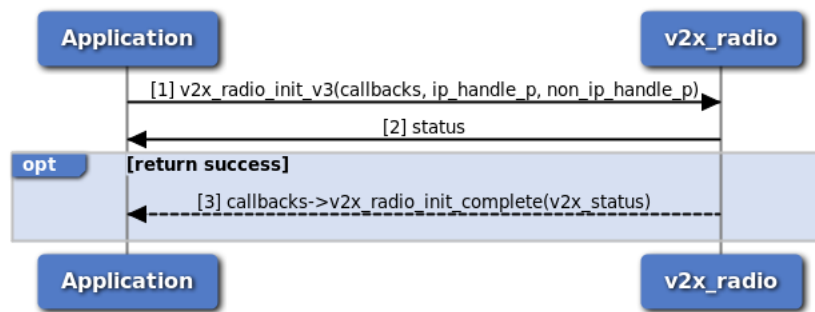 Application v2x_radio
[1] v2x_radio_init_v3(callbacks, ip_handle_p, non_ip_handle_p)
[2] status
opt [return success]
[3] callbacks->v2x_radio_init_complete(v2x_status)
Application v2x_radio